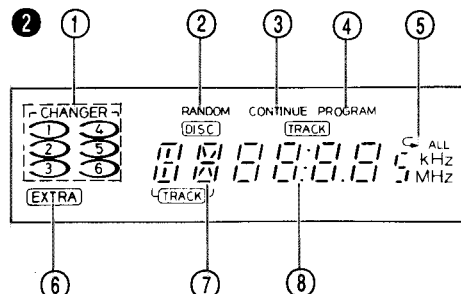 2 1 2 3 4 5
CHANGER RANDOM CONTINUE PROGRAM
1 4 DISC TRACK
2 5 ALL
3 6 kHz
EXTRA TRACK MHz
6 7 8